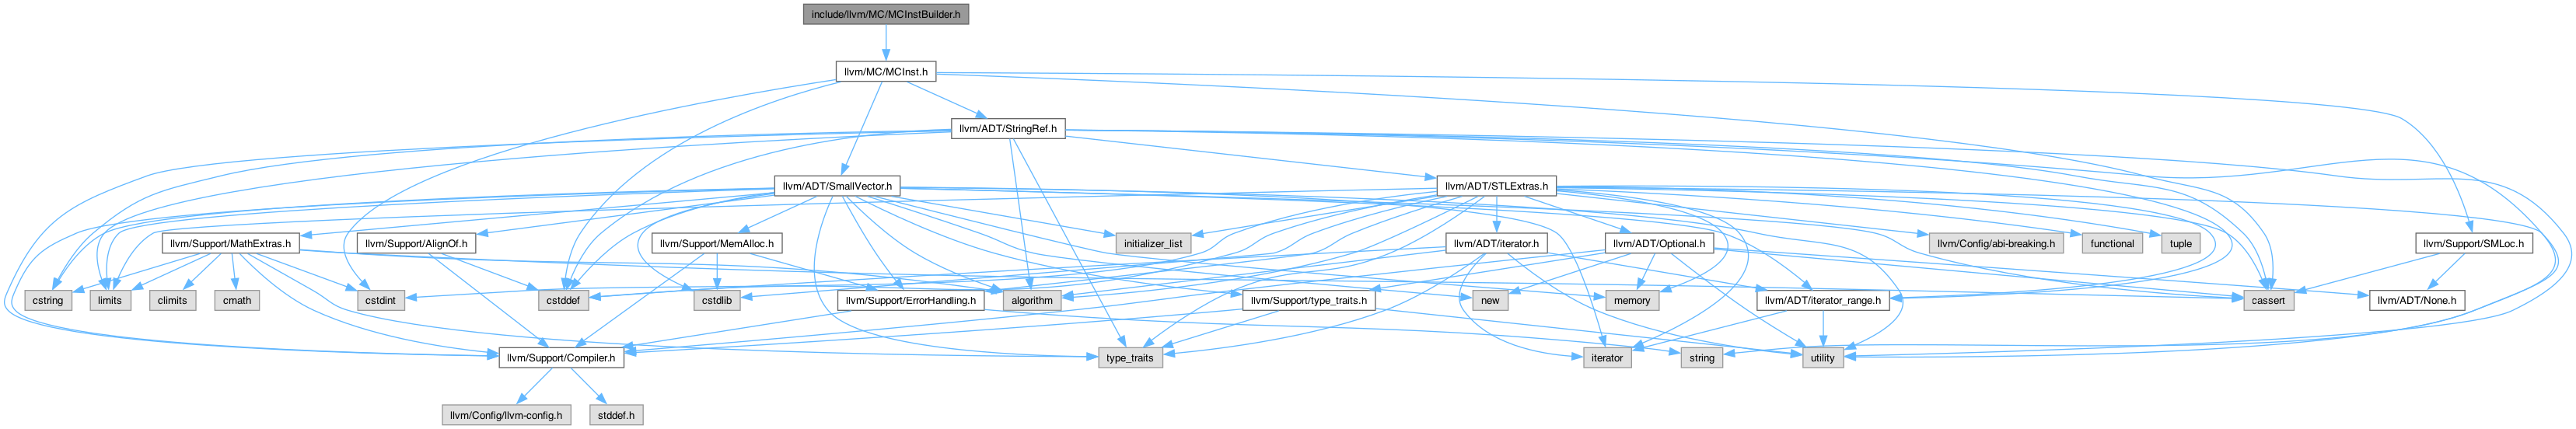 include/llvm/MC/MCInstBuilder.h
llvm/MC/MCInst.h
llvm/ADT/StringRef.h
llvm/ADT/SmallVector.h
llvm/ADT/STLExtras.h
llvm/Support/MathExtras.h
llvm/Support/AlignOf.h
llvm/Support/MemAlloc.h
initializer_list
llvm/ADT/iterator.h
llvm/ADT/Optional.h
llvm/Config/abi-breaking.h
functional
tuple
llvm/Support/SMLoc.h
cstring
limits
climits
cmath
cstdint
cstddef
cstdlib
llvm/Support/ErrorHandling.h
algorithm
llvm/Support/type_traits.h
new
memory
llvm/ADT/iterator_range.h
cassert
llvm/ADT/None.h
llvm/Support/Compiler.h
type_traits
iterator
string
utility
llvm/Config/llvm-config.h
stddef.h